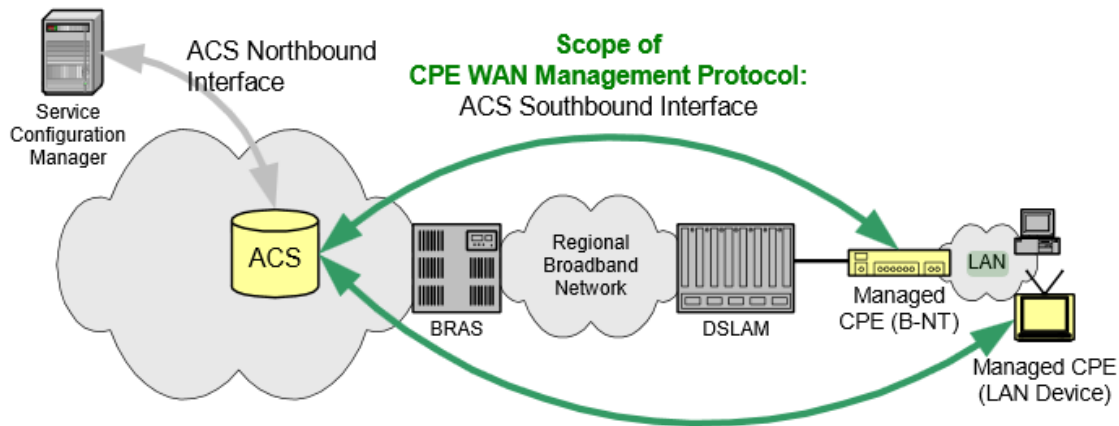 ACS Northbound
Interface
Service
Configuration
Manager
Scope of
CPE WAN Management Protocol:
ACS Southbound Interface
ACS
BRAS
Regional
Broadband
Network
DSLAM
Managed
CPE (B-NT)
LAN
Managed CPE
(LAN Device)